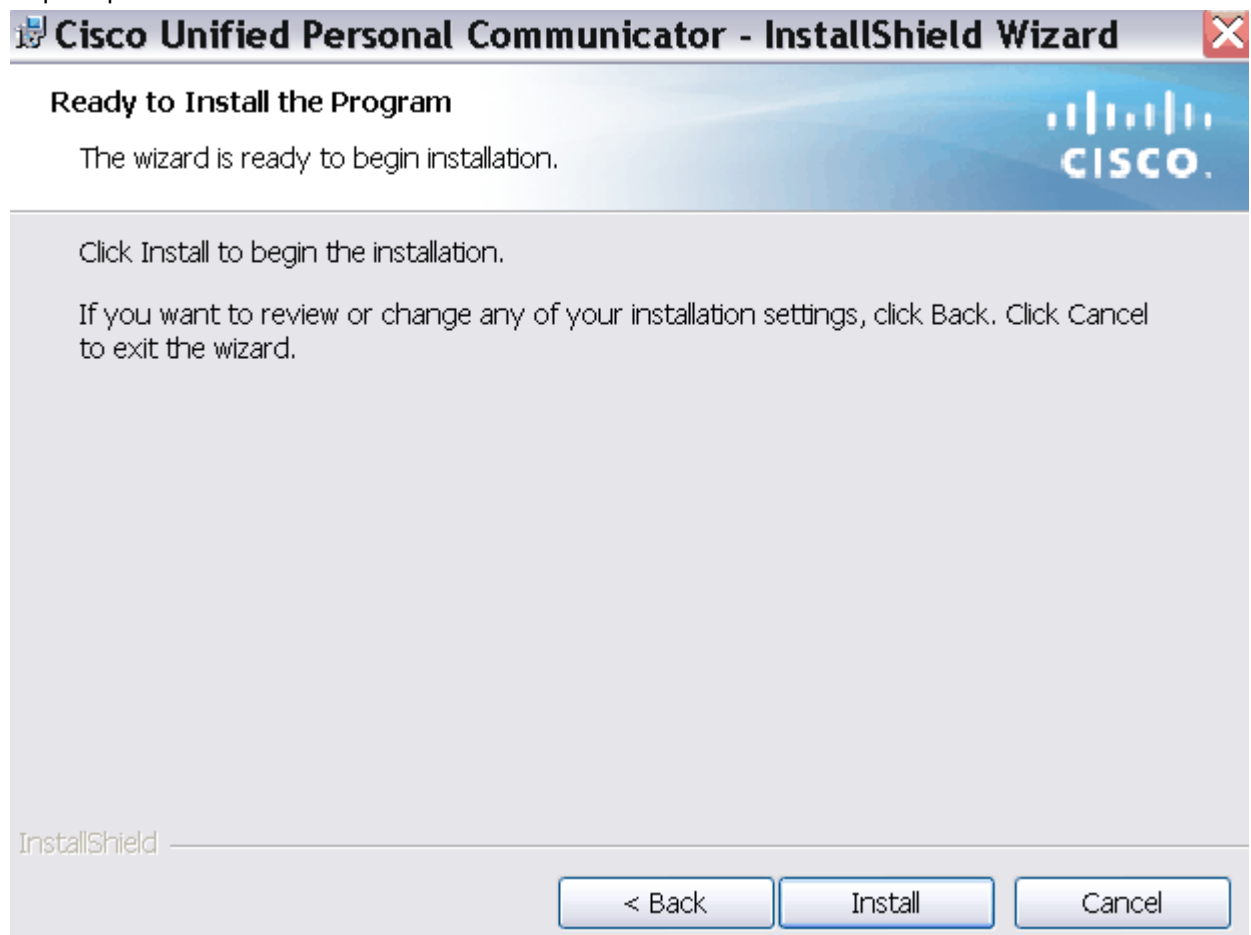 Cisco Unified Personal Communicator - InstallShield Wizard
Ready to Install the Program
The wizard is ready to begin installation.
CISCO.
Click Install to begin the installation.
If you want to review or change any of your installation settings, click Back. Click Cancel
to exit the wizard.
InstallShield
< Back
Install
Cancel